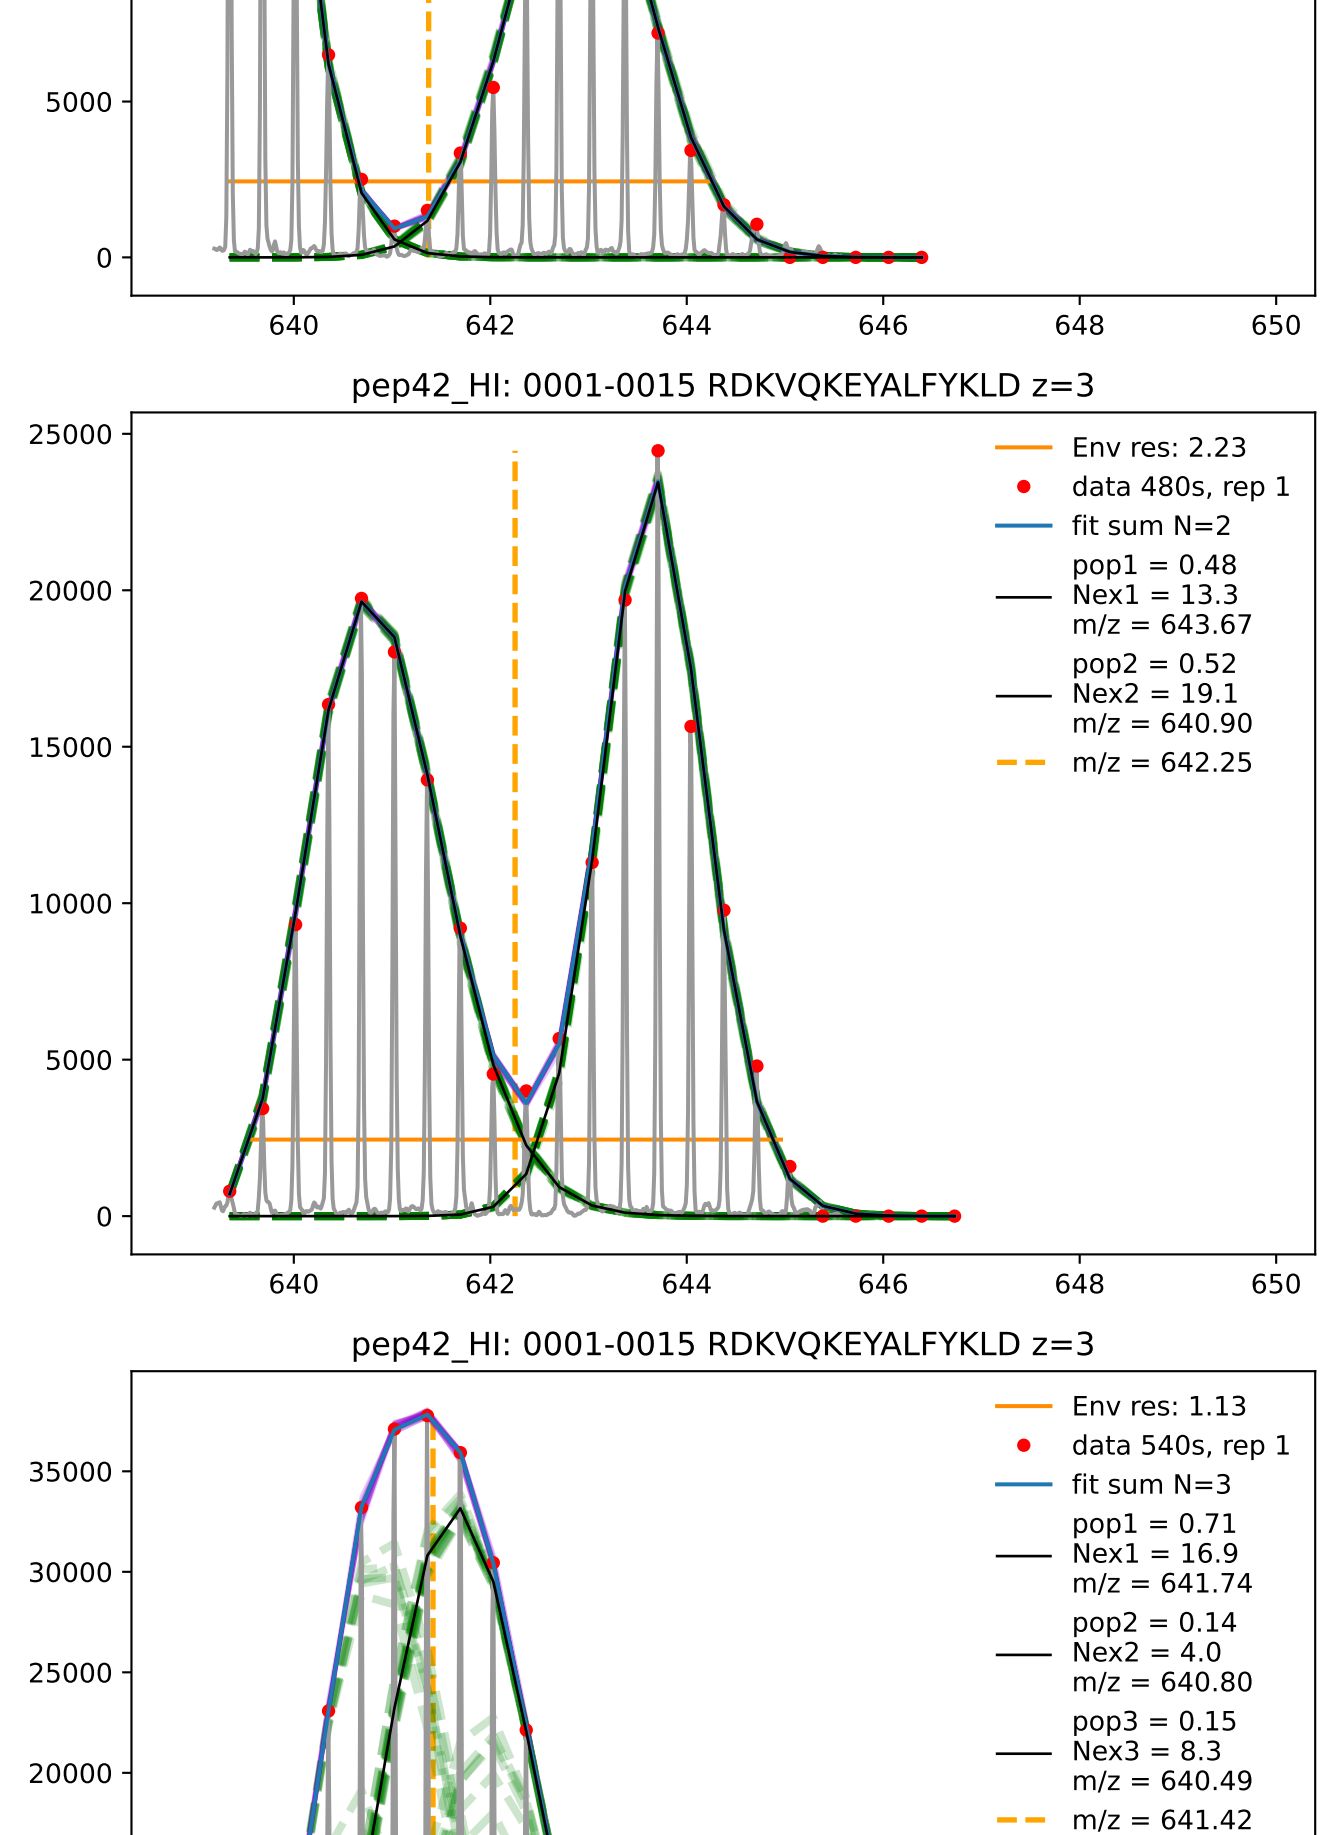 5000
0
640 642 644 646 648 650
pep42_HI: 0001-0015 RDKVQKEYALFYKLD z=3
25000
20000
15000
10000
5000
0
Env res: 2.23
data 480s, rep 1
fit sum N=2
pop1 = 0.48
Nex1 = 13.3
m/z = 643.67
pop2 = 0.52
Nex2 = 19.1
m/z = 640.90
m/z = 642.25
640 642 644 646 648 650
pep42_HI: 0001-0015 RDKVQKEYALFYKLD z=3
35000
30000
25000
20000
Env res: 1.13
data 540s, rep 1
fit sum N=3
pop1 = 0.71
Nex1 = 16.9
m/z = 641.74
pop2 = 0.14
Nex2 = 4.0
m/z = 640.80
pop3 = 0.15
Nex3 = 8.3
m/z = 640.49
m/z = 641.42